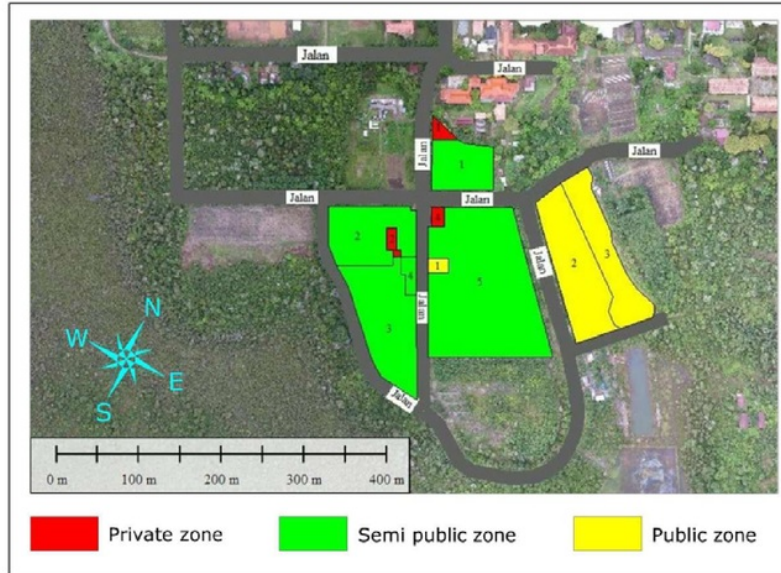 Jalan
Jalan
Jalan
1
Jalan
Jalan
Jalan
2
4
2
3
1
4
5
Jalan
Jalan
3
Jalan
N
W
E
S
0 m
100 m
200 m
300 m
400 m
Private zone
Semi public zone
Public zone